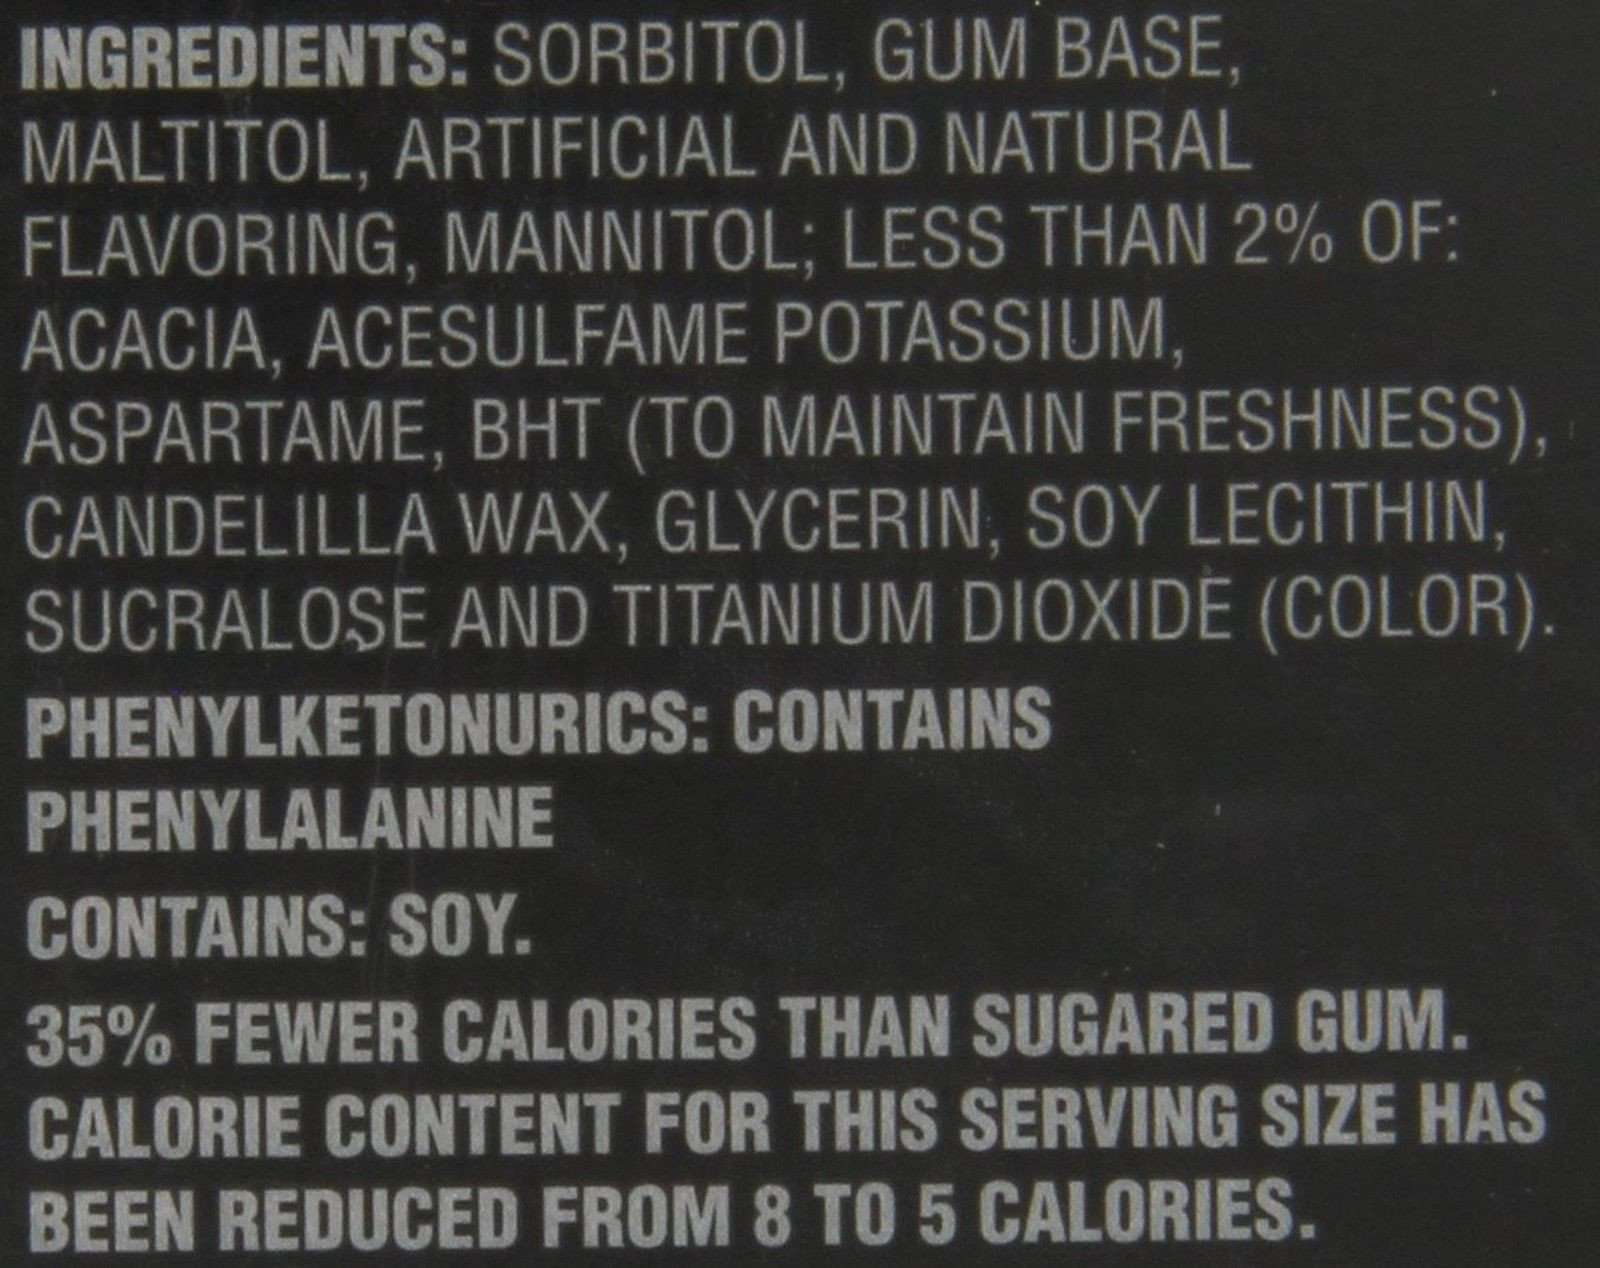 INGREDIENTS: SORBITOL, GUM BASE,
MALTITOL, ARTIFICIAL AND NATURAL
FLAVORING, MANNITOL; LESS THAN 2% OF:
ACACIA, ACESULFAME POTASSIUM,
ASPARTAME, BHT (TO MAINTAIN FRESHNESS),
CANDELILLA WAX, GLYCERIN, SOY LECITHIN,
SUCRALOSE AND TITANIUM DIOXIDE (COLOR).
PHENYLKETONURICS: CONTAINS
PHENYLALANINE
CONTAINS: SOY.
35% FEWER CALORIES THAN SUGARED GUM.
CALORIE CONTENT FOR THIS SERVING SIZE HAS
BEEN REDUCED FROM 8 TO 5 CALORIES.